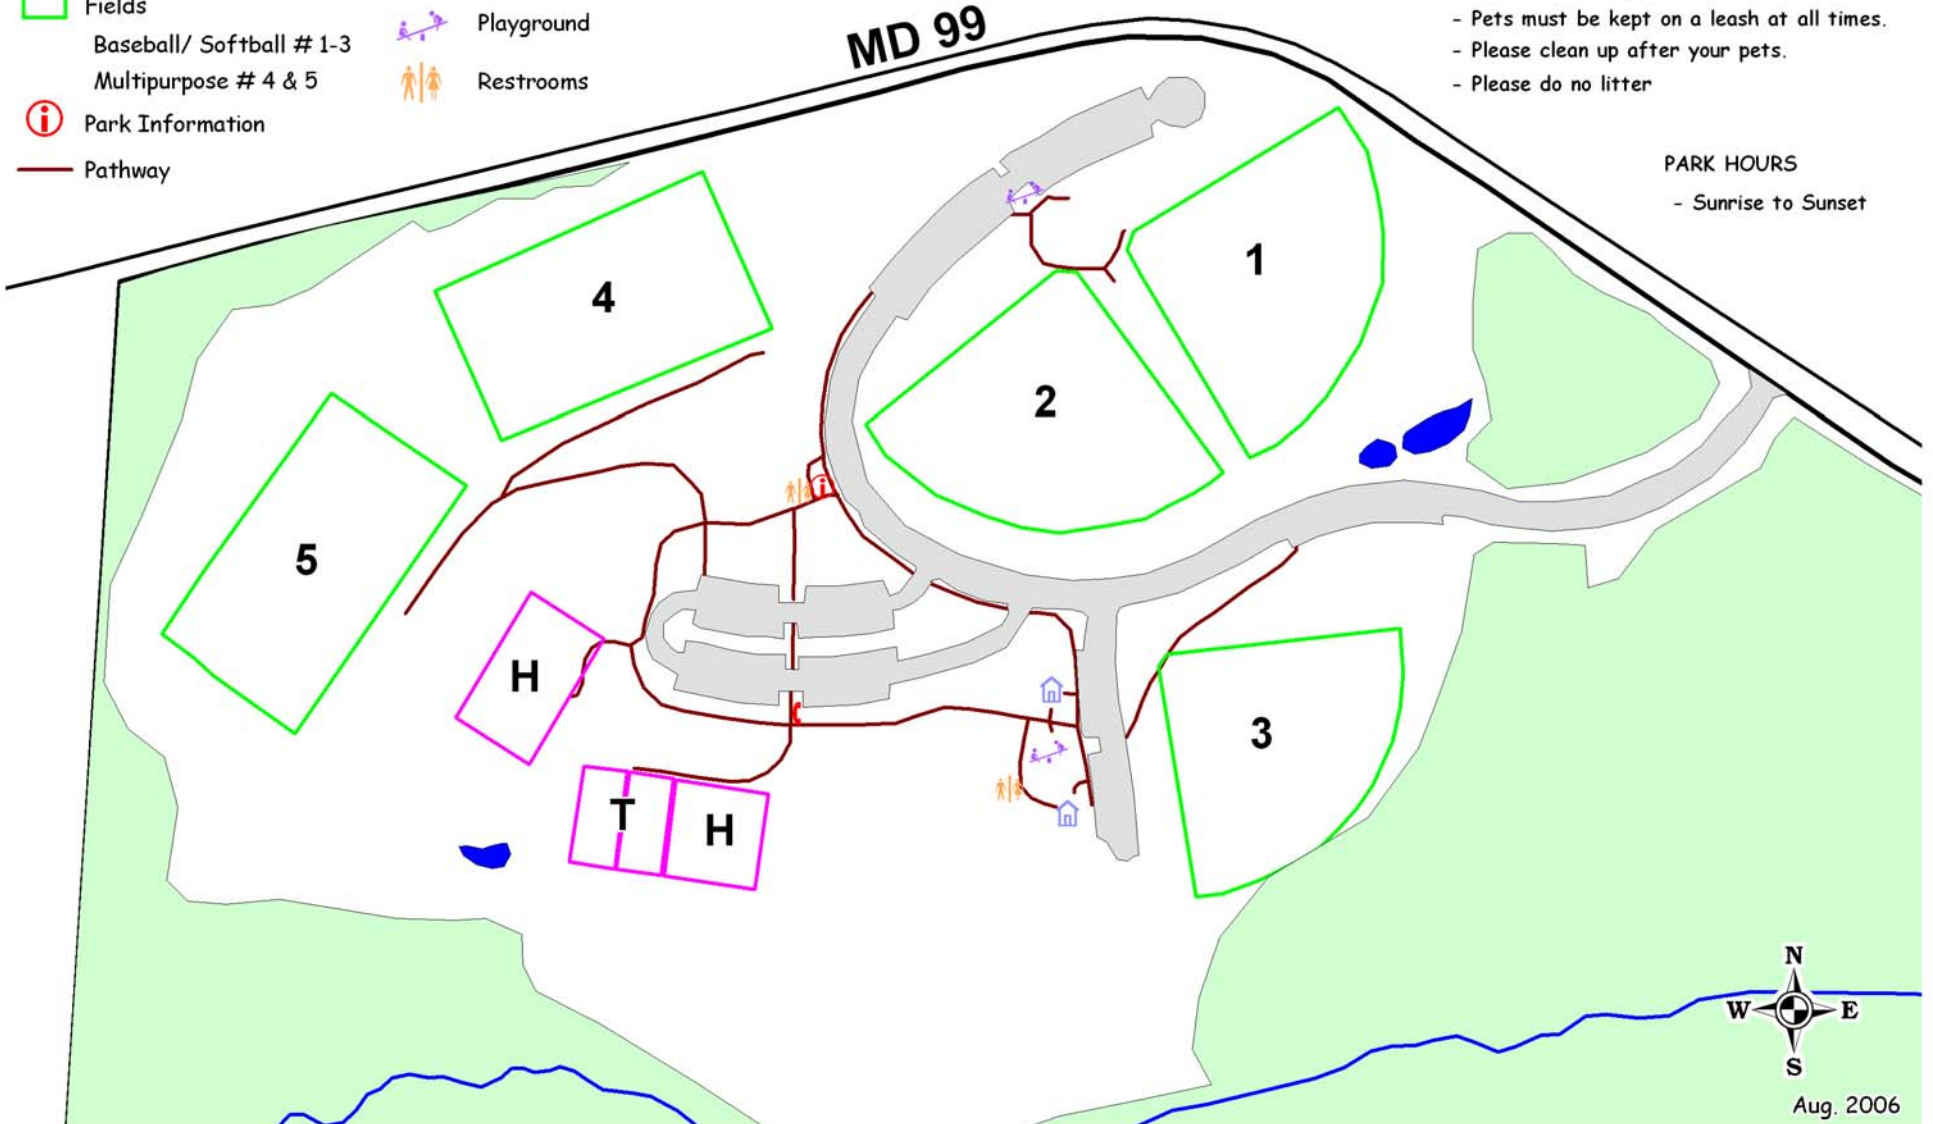 Fields
Baseball/ Softball # 1-3
Multipurpose # 4 & 5
Park Information
Pathway
Playground
Restrooms
MD 99
- Pets must be kept on a leash at all times.
- Please clean up after your pets.
- Please do no litter
PARK HOURS
- Sunrise to Sunset
1
4
2
5
H
3
T
H
N
W E
S
Aug. 2006